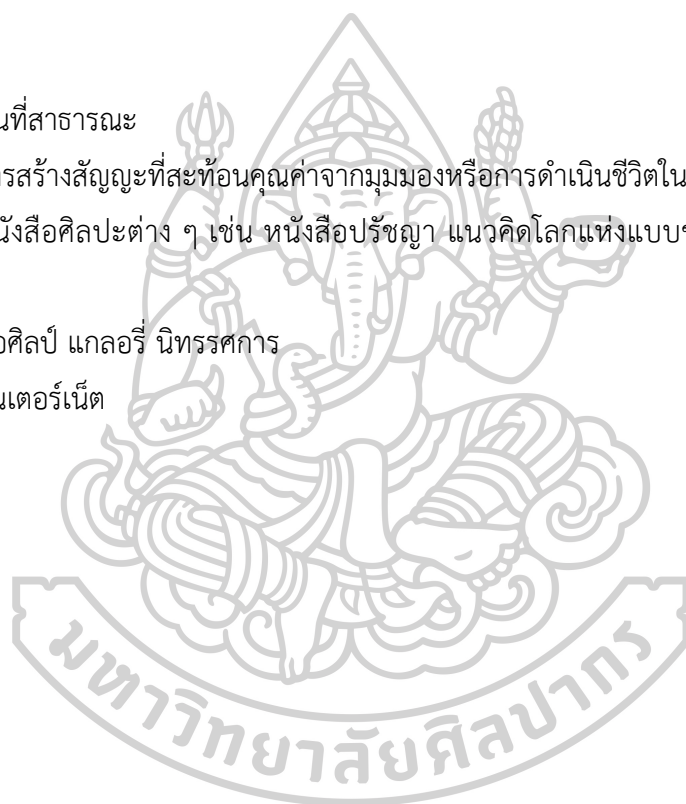 นที่สาธารณะ
รสร้างสัญญะที่สะท้อนคุณค่าจากมุมมองหรือการดำเนินชีวิตใน
นังสือศิลปะต่าง ๆ เช่น หนังสือปรัชญา แนวคิดโลกแห่งแบบข
อศิลป์ แกลอรี่ นิทรรศการ
นเตอร์เน็ต
มหาวิทยาลัยศิลปากร